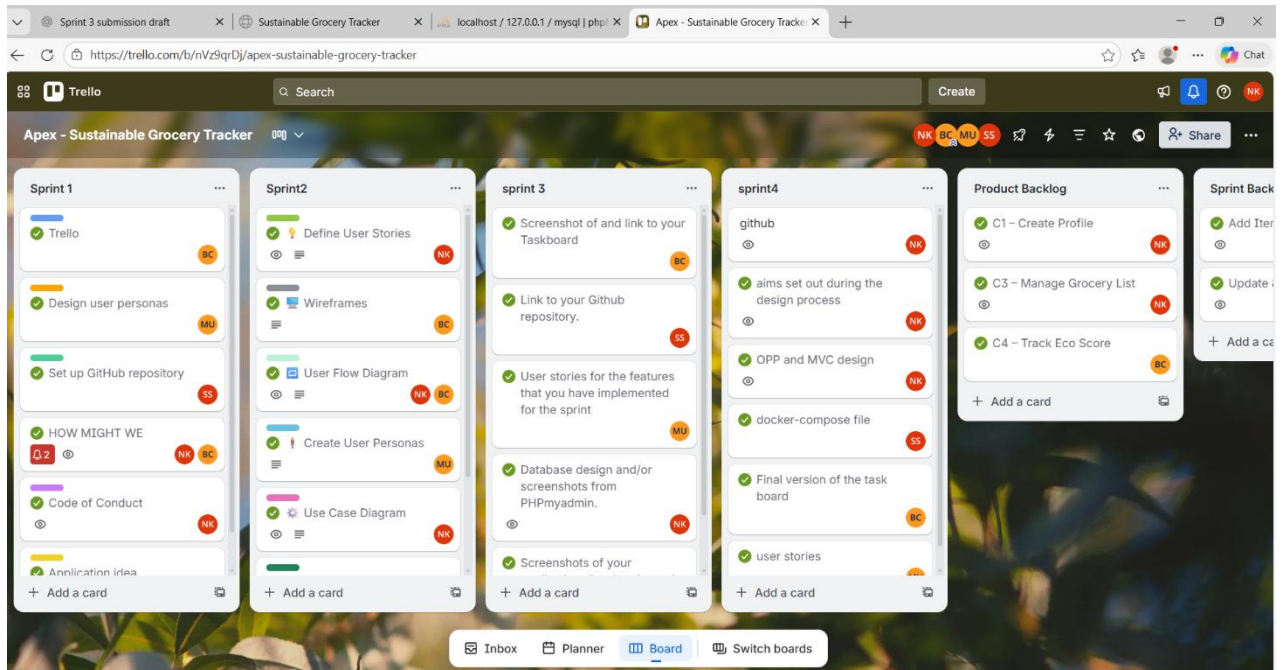 Sprint 3 submission draft
Sustainable Grocery Tracker
localhost / 127.0.0.1 / mysql | php
Apex - Sustainable Grocery Tracke
https://trello.com/b/nVz9qrDj/apex-sustainable-grocery-tracker
Chat
Trello
Search
Create
NK
Apex - Sustainable Grocery Tracker
NK BC MU SS
Share
Sprint 1
Trello
BC
Design user personas
MU
Set up GitHub repository
SS
HOW MIGHT WE
2
NK BC
Code of Conduct
NK
Application idea
+ Add a card
Sprint2
Define User Stories
NK
Wireframes
BC
User Flow Diagram
NK BC
Create User Personas
MU
Use Case Diagram
NK
+ Add a card
sprint 3
Screenshot of and link to your
Taskboard
BC
Link to your Github
repository.
SS
User stories for the features
that you have implemented
for the sprint
MU
Database design and/or
screenshots from
PHPmyadmin.
NK
Screenshots of your
+ Add a card
sprint4
github
NK
aims set out during the
design process
NK
OPP and MVC design
NK
docker-compose file
SS
Final version of the task
board
BC
user stories
+ Add a card
Product Backlog
C1 – Create Profile
NK
C3 – Manage Grocery List
NK
C4 – Track Eco Score
BC
+ Add a card
Sprint Back
Add Iter
Update
+ Add a ca
Inbox
Planner
Board
Switch boards